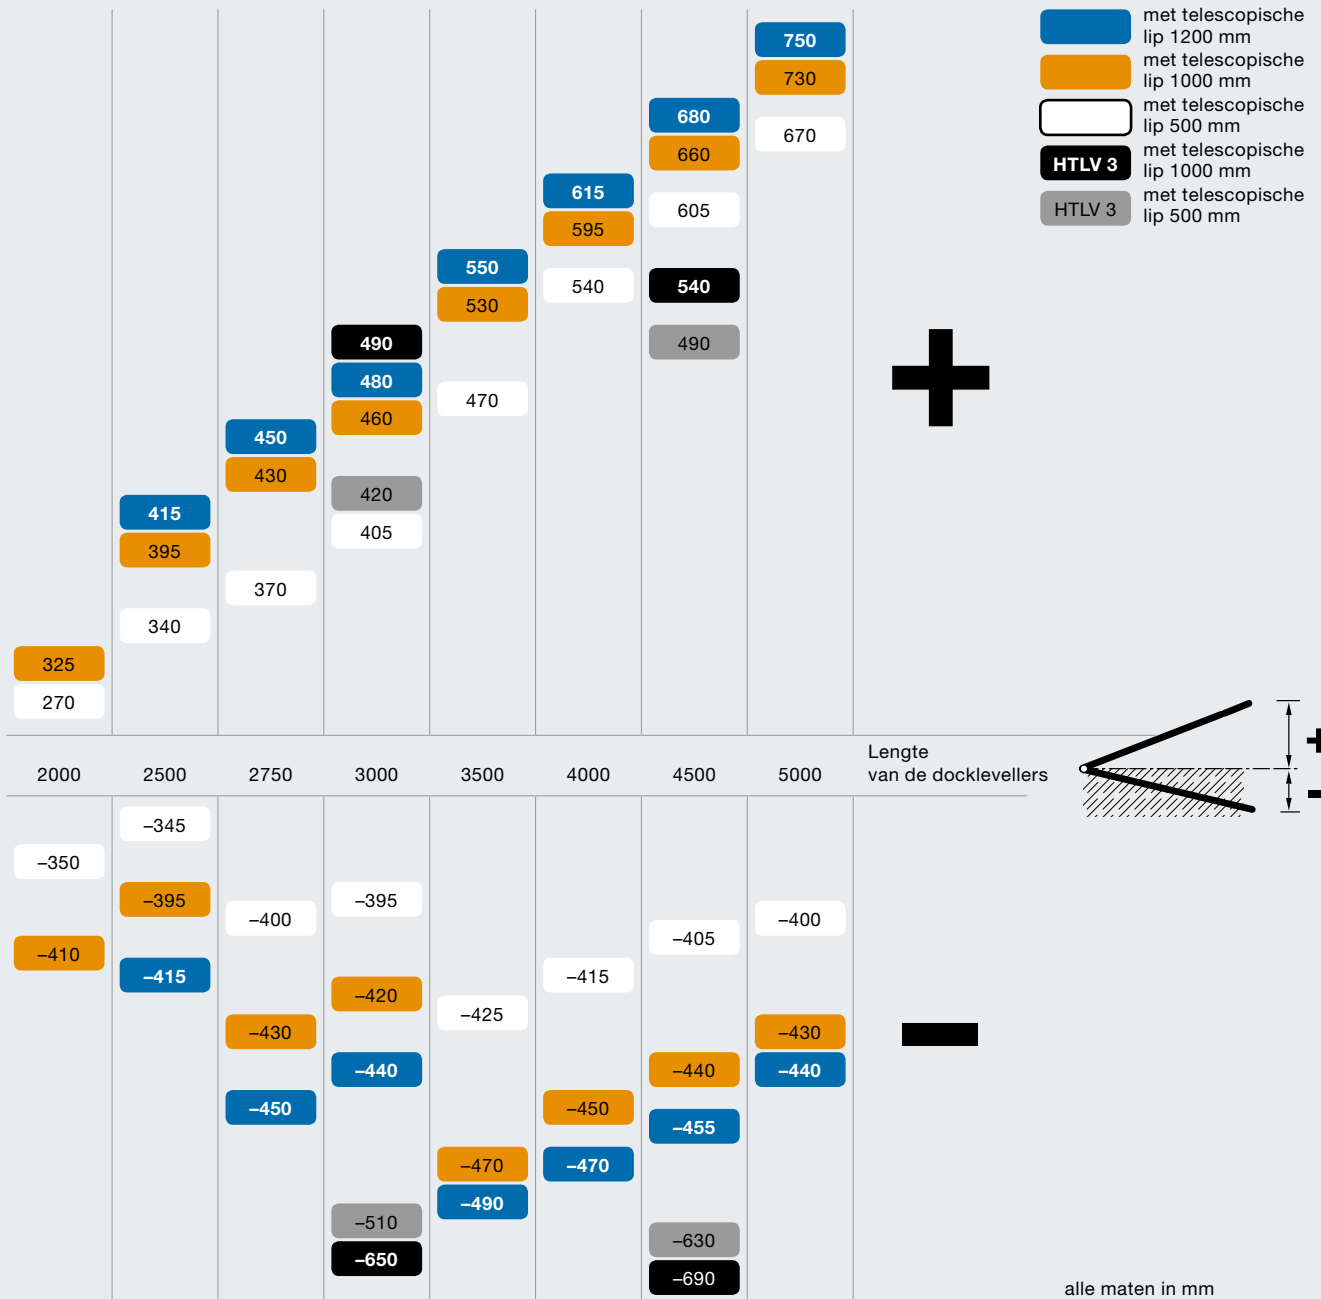 met telescopische
lip 1200 mm
met telescopische
lip 1000 mm
met telescopische
lip 500 mm
HTLV 3
met telescopische
lip 1000 mm
HTLV 3
met telescopische
lip 500 mm
750
730
680
670
660
615
605
595
550
540
540
530
490
490
480
470
460
450
430
420
415
405
395
370
340
325
270
Lengte
van de docklevellers
2000 2500 2750 3000 3500 4000 4500 5000
+
–
–345
–350
–395 –395
–400 –400
–405
–410
–415 –415
–420
–425
–430 –430
–440 –440 –440
–450 –450
–455
–470 –470
–490
–510
–630
–650
–690
alle maten in mm